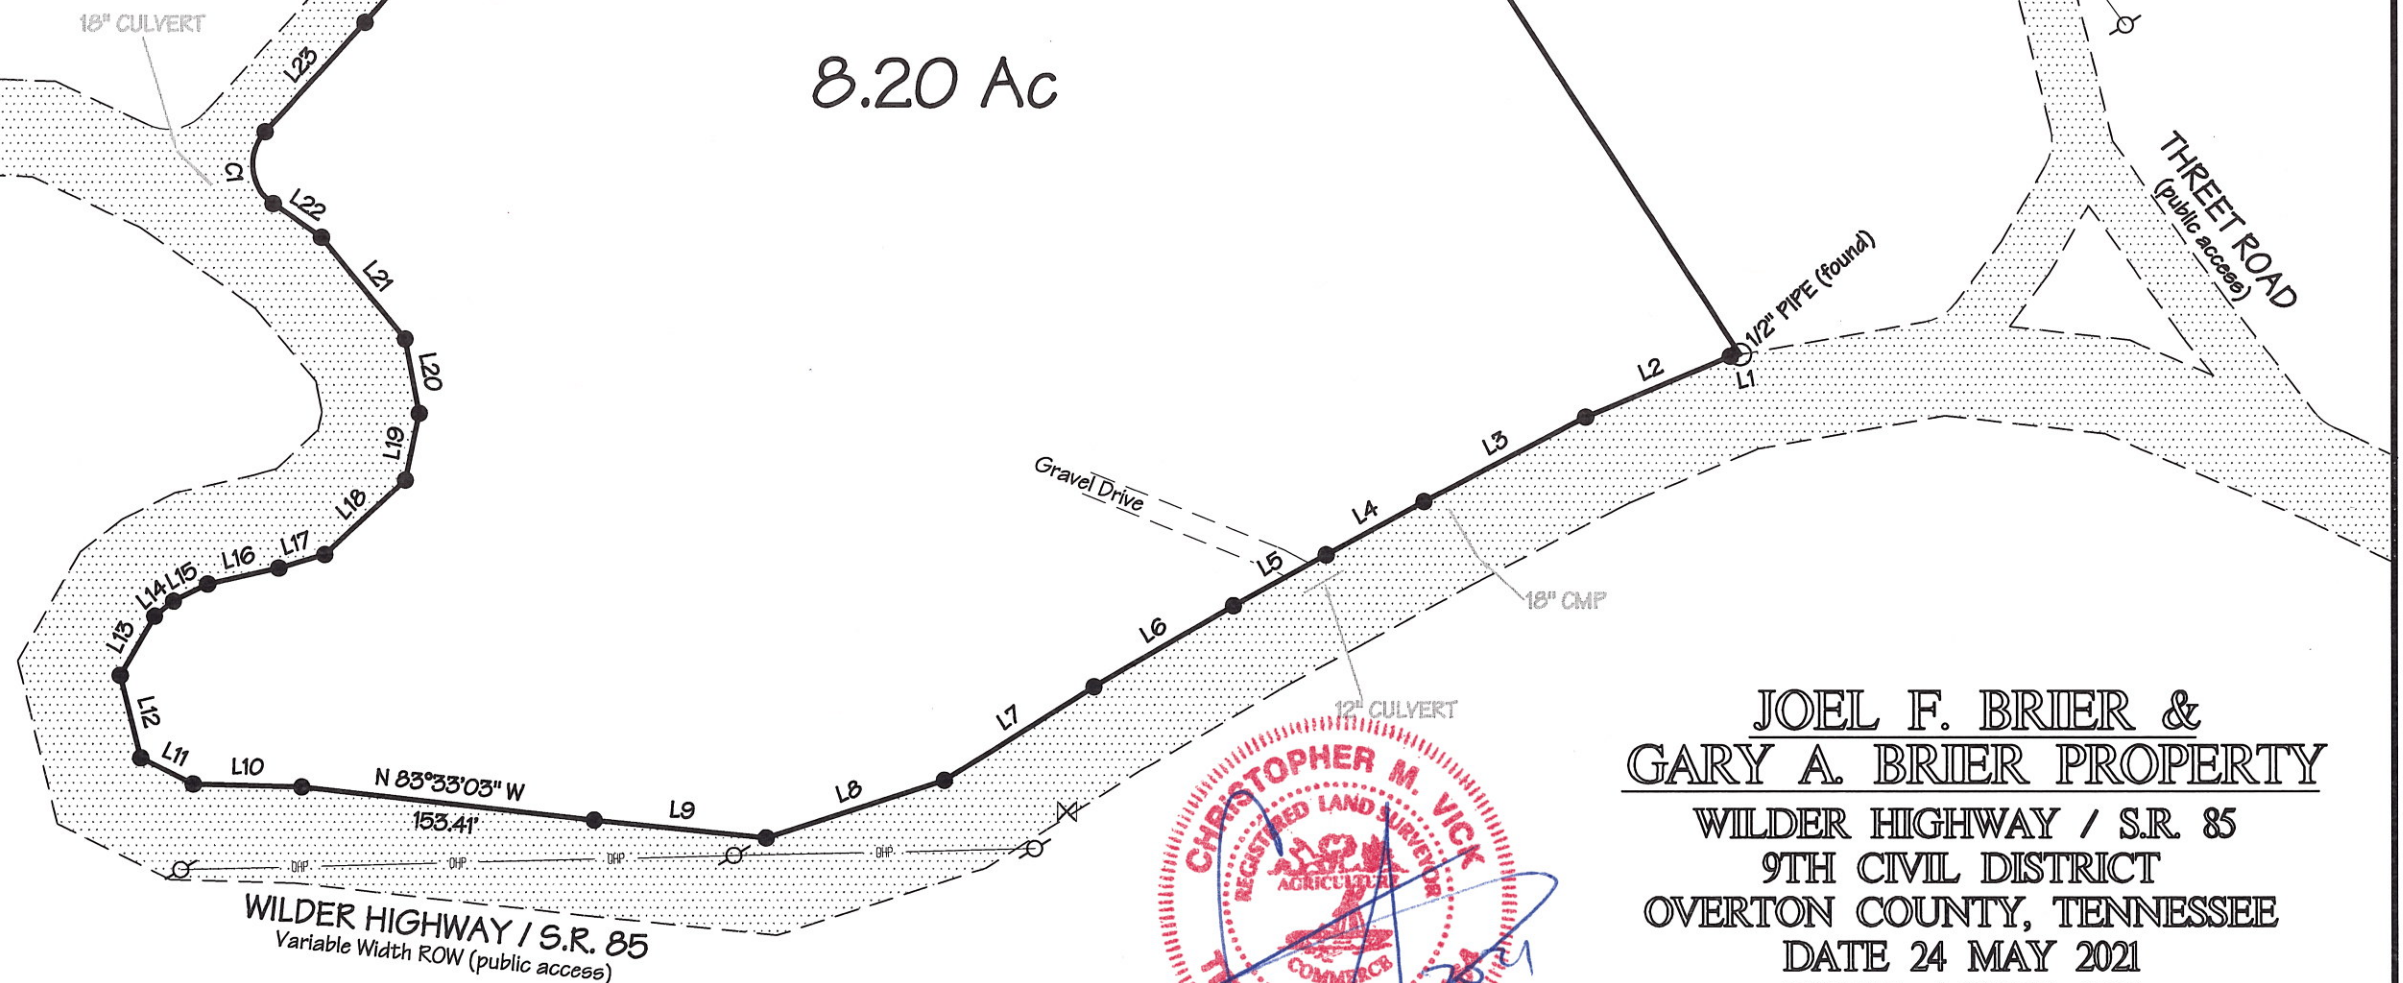 18" CULVERT
L23
8.20 Ac
C1
L22
L21
L20
L19
L18
L17
L16
L15
L14
L13
L12
L11
L10
N 83°33'03" W
153.41'
L9
L8
L7
L6
L5
L4
L3
L2
L1
1/2" PIPE (found)
THREET ROAD
(public access)
Gravel Drive
18" CMP
12" CULVERT
OHP
OHP
OHP
OHP
WILDER HIGHWAY / S.R. 85
Variable Width ROW (public access)
CHRISTOPHER M. VICK
REGISTERED LAND SURVEYOR
AGRICULTURE
COMMERCE
JOEL F. BRIER &
GARY A. BRIER PROPERTY
WILDER HIGHWAY / S.R. 85
9TH CIVIL DISTRICT
OVERTON COUNTY, TENNESSEE
DATE 24 MAY 2021